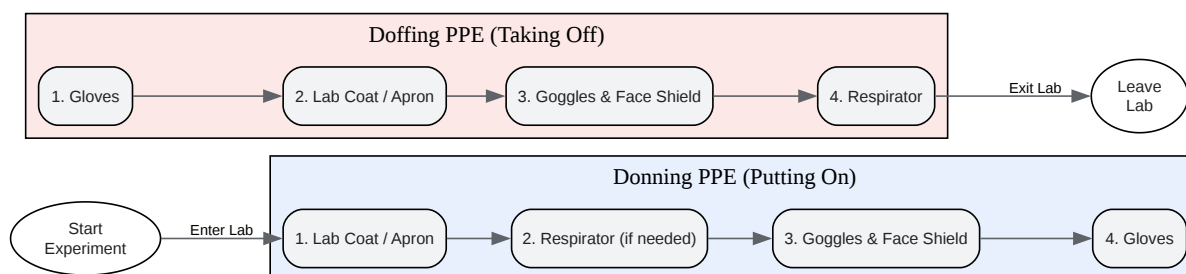 Doffing PPE (Taking Off)
1. Gloves
2. Lab Coat / Apron
3. Goggles & Face Shield
4. Respirator
Exit Lab
Leave
Lab
Donning PPE (Putting On)
Start
Experiment
Enter Lab
1. Lab Coat / Apron
2. Respirator (if needed)
3. Goggles & Face Shield
4. Gloves